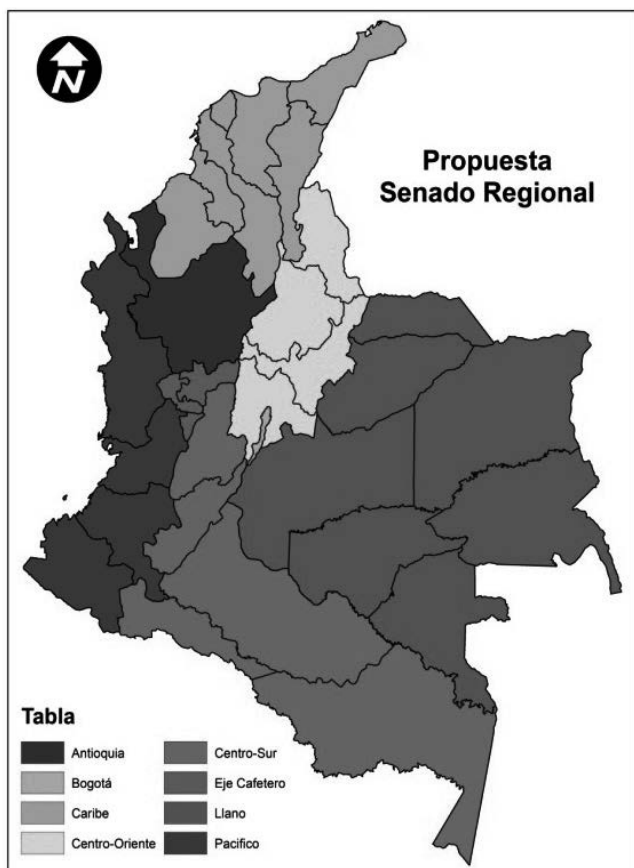 N
Propuesta
Senado Regional
Tabla
Antioquia
Bogotá
Caribe
Centro-Oriente
Centro-Sur
Eje Cafetero
Llano
Pacifico